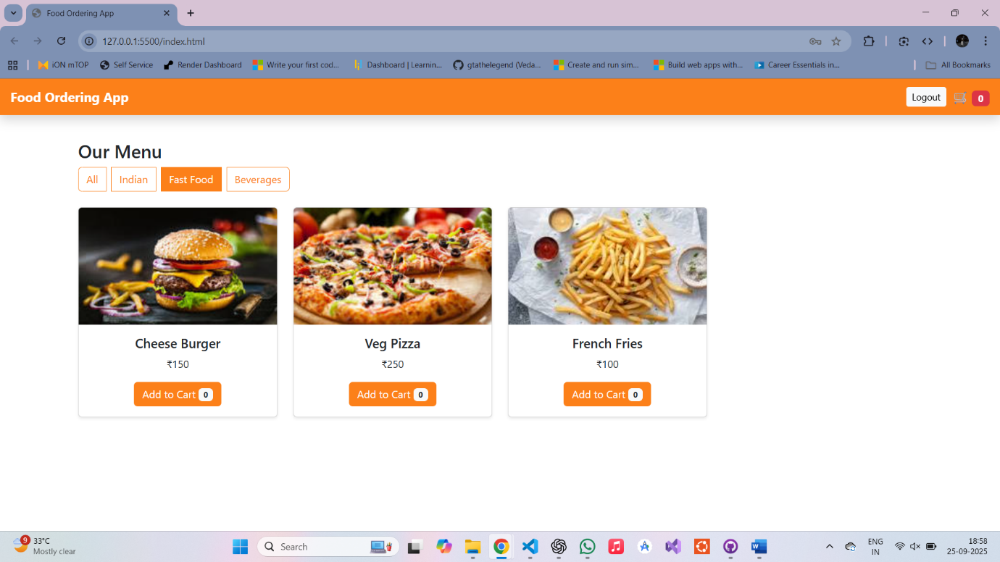 Food Ordering App
127.0.0.1:5500/index.html
iON mTOP Self Service Render Dashboard Write your first cod... Dashboard | Learnin... gtathelegend (Veda... Create and run sim... Build web apps with... Career Essentials in... All Bookmarks
Food Ordering App Logout 0
Our Menu
All Indian Fast Food Beverages
Cheese Burger Veg Pizza French Fries
₹150 ₹250 ₹100
Add to Cart 0 Add to Cart 0 Add to Cart 0
9 33°C
Mostly clear
Search
ENG
IN
18:58
25-09-2025